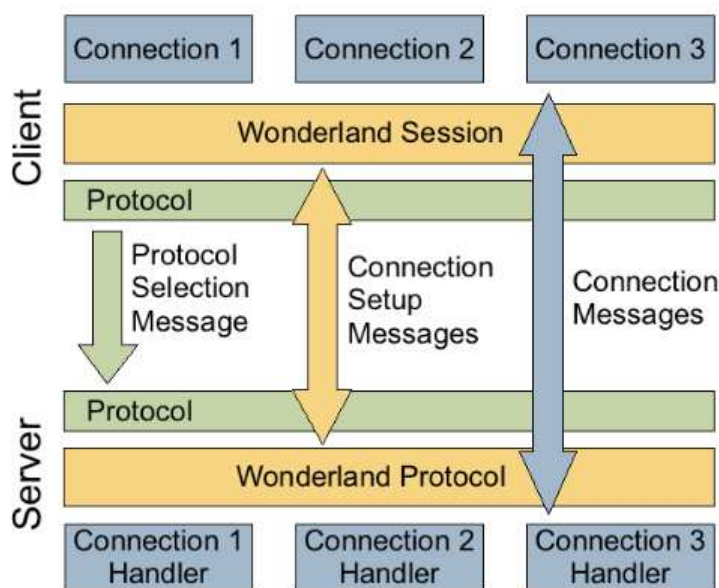 Connection 1
Connection 2
Connection 3
Client
Wonderland Session
Protocol
Protocol
Selection
Message
Connection
Setup
Messages
Connection
Messages
Server
Protocol
Wonderland Protocol
Connection 1
Handler
Connection 2
Handler
Connection 3
Handler